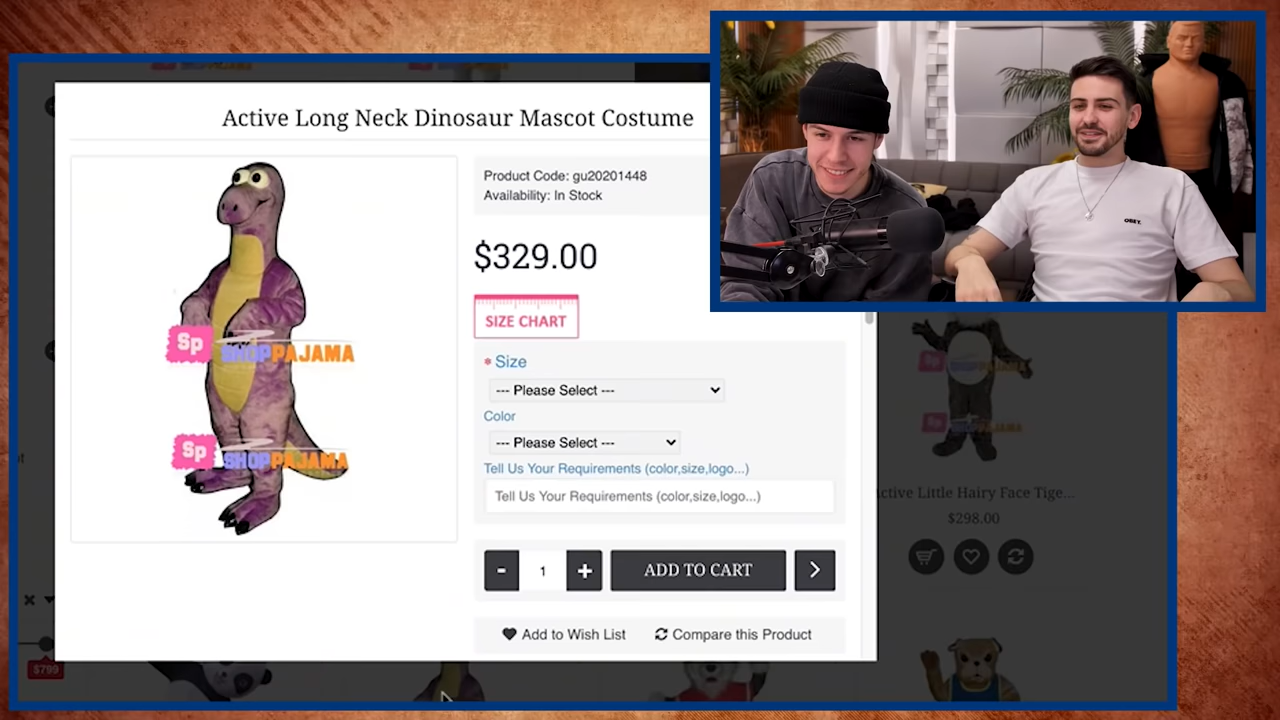 Active Long Neck Dinosaur Mascot Costume
Product Code: gu20201448
Availability: In Stock
$329.00
SIZE CHART
* Size
--- Please Select ---
Color
--- Please Select ---
Tell Us Your Requirements (color,size,logo...)
Tell Us Your Requirements (color,size,logo...)
- 1 +
ADD TO CART
Add to Wish List
Compare this Product
Sp SHOPPAJAMA
Sp SHOPPAJAMA
OBEY.
ctive Little Hairy Face Tige...
$298.00
$799